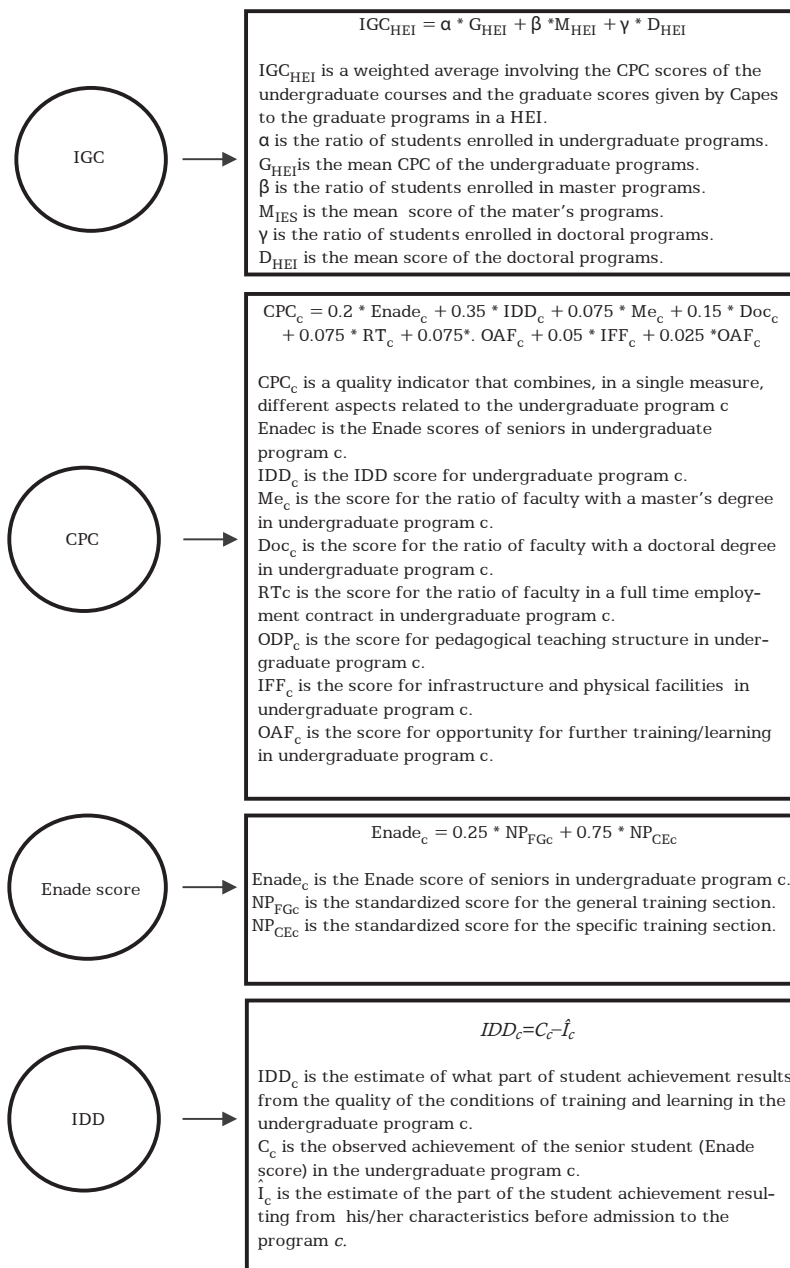 IGC
IGC_HEI = α * G_HEI + β *M_HEI + γ * D_HEI
IGC_HEI is a weighted average involving the CPC scores of the
undergraduate courses and the graduate scores given by Capes
to the graduate programs in a HEI.
α is the ratio of students enrolled in undergraduate programs.
G_HEI is the mean CPC of the undergraduate programs.
β is the ratio of students enrolled in master programs.
M_IES is the mean score of the mater's programs.
γ is the ratio of students enrolled in doctoral programs.
D_HEI is the mean score of the doctoral programs.
CPC
CPC_c = 0.2 * Enade_c + 0.35 * IDD_c + 0.075 * Me_c + 0.15 * Doc_c
+ 0.075 * RT_c + 0.075*. OAF_c + 0.05 * IFF_c + 0.025 *OAF_c
CPC_c is a quality indicator that combines, in a single measure,
different aspects related to the undergraduate program c
Enadec is the Enade scores of seniors in undergraduate
program c.
IDD_c is the IDD score for undergraduate program c.
Me_c is the score for the ratio of faculty with a master's degree
in undergraduate program c.
Doc_c is the score for the ratio of faculty with a doctoral degree
in undergraduate program c.
RTc is the score for the ratio of faculty in a full time employ-
ment contract in undergraduate program c.
ODP_c is the score for pedagogical teaching structure in under-
graduate program c.
IFF_c is the score for infrastructure and physical facilities in
undergraduate program c.
OAF_c is the score for opportunity for further training/learning
in undergraduate program c.
Enade score
Enade_c = 0.25 * NP_FGc + 0.75 * NP_CEc
Enade_c is the Enade score of seniors in undergraduate program c.
NP_FGc is the standardized score for the general training section.
NP_CEc is the standardized score for the specific training section.
IDD
IDD_c=C_c–Î_c
IDD_c is the estimate of what part of student achievement results
from the quality of the conditions of training and learning in the
undergraduate program c.
C_c is the observed achievement of the senior student (Enade
score) in the undergraduate program c.
Î_c is the estimate of the part of the student achievement resul-
ting from his/her characteristics before admission to the
program c.